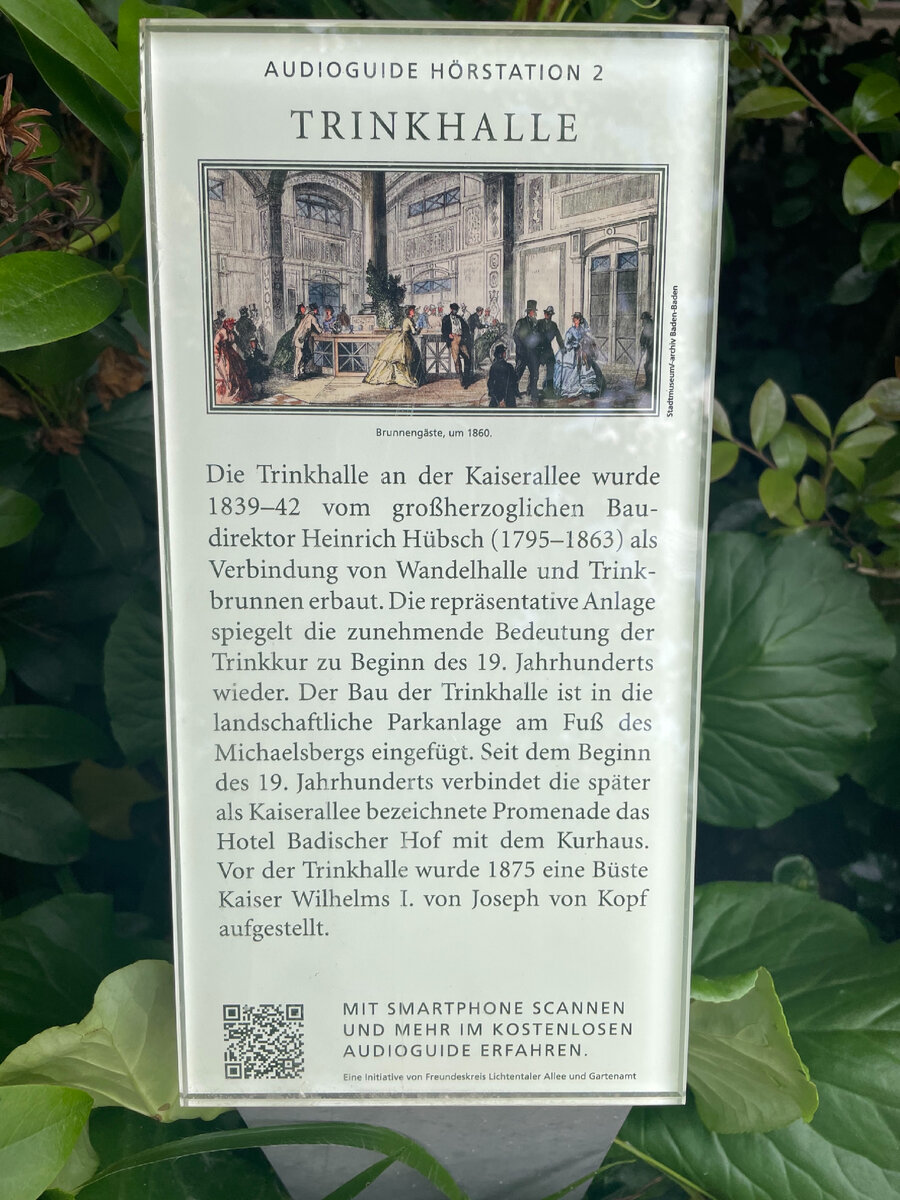 AUDIOGUIDE HÖRSTATION 2
TRINKHALLE
Stadtmuseum/-archiv Baden-Baden
Brunnengäste, um 1860.
Die Trinkhalle an der Kaiserallee wurde
1839–42 vom großherzoglichen Bau-
direktor Heinrich Hübsch (1795–1863) als
Verbindung von Wandelhalle und Trink-
brunnen erbaut. Die repräsentative Anlage
spiegelt die zunehmende Bedeutung der
Trinkkur zu Beginn des 19. Jahrhunderts
wieder. Der Bau der Trinkhalle ist in die
landschaftliche Parkanlage am Fuß des
Michaelsbergs eingefügt. Seit dem Beginn
des 19. Jahrhunderts verbindet die später
als Kaiserallee bezeichnete Promenade das
Hotel Badischer Hof mit dem Kurhaus.
Vor der Trinkhalle wurde 1875 eine Büste
Kaiser Wilhelms I. von Joseph von Kopf
aufgestellt.
MIT SMARTPHONE SCANNEN
UND MEHR IM KOSTENLOSEN
AUDIOGUIDE ERFAHREN.
Eine Initiative von Freundeskreis Lichtentaler Allee und Gartenamt